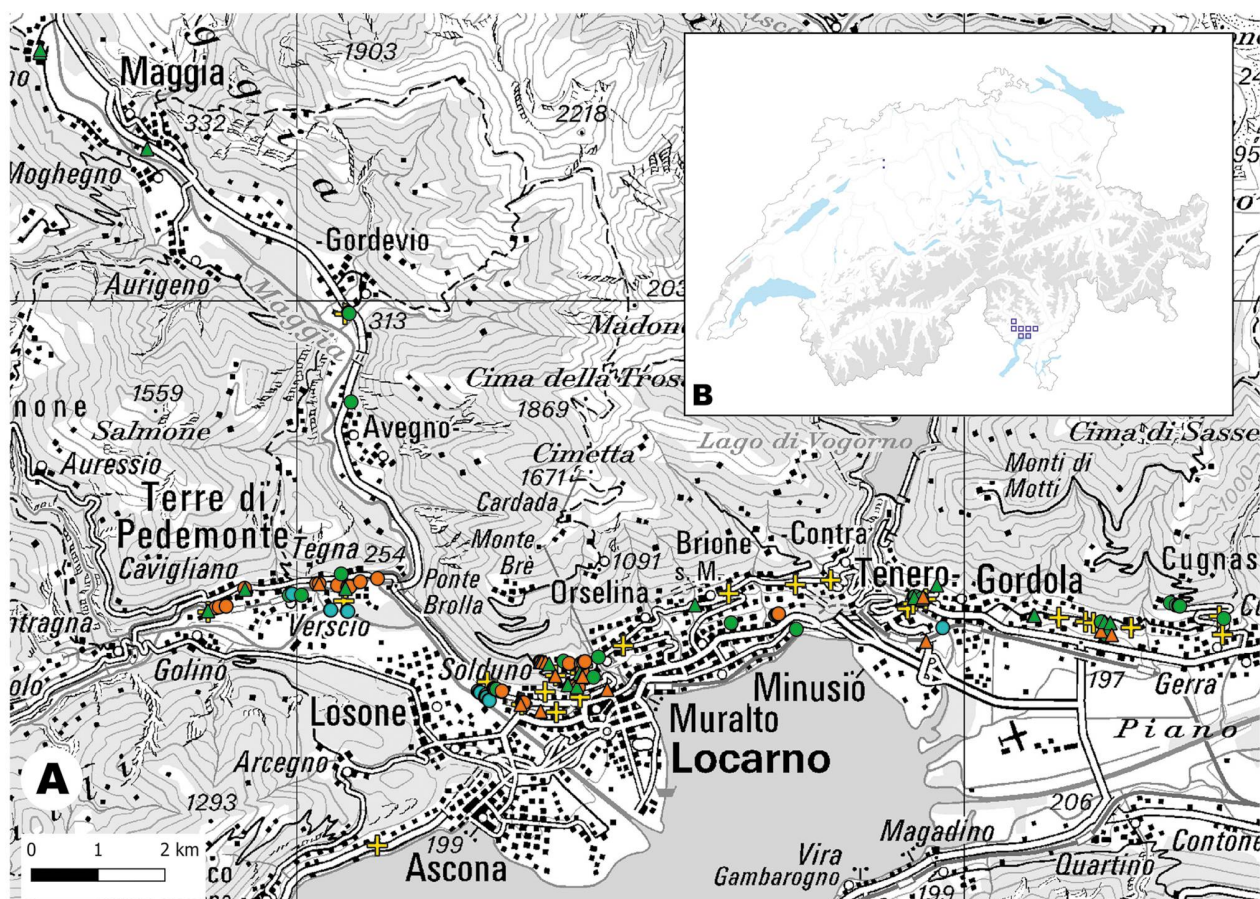 1903
Maggia
332
2218
Moghegno
Gordevio
Aurigeno
Maggia
203
313
Madon
Cima della Trosa
1559
1869
none
Salmone
Avegno
Lago di Vogorno
Cima di Sasse
Auressio
Cimetta
1671
Monti di
Motti
Cardada
Terre di
Pedemonte
Tegna
254
Monte
Brè
1091
Brione
s. M.
Contra
Cugnas
Cavigliano
Ponte
Brolla
Orselina
Tenero
Gordola
ntragna
Verscio
Golino
Solduno
Losone
Minusio
197
Gerra
Muralto
Piano
Locarno
Arcegno
A
1293
206
Magadino
0 1 2 km
199
Ascona
Vira
Gambarogno
Quartino
Contone
199
B